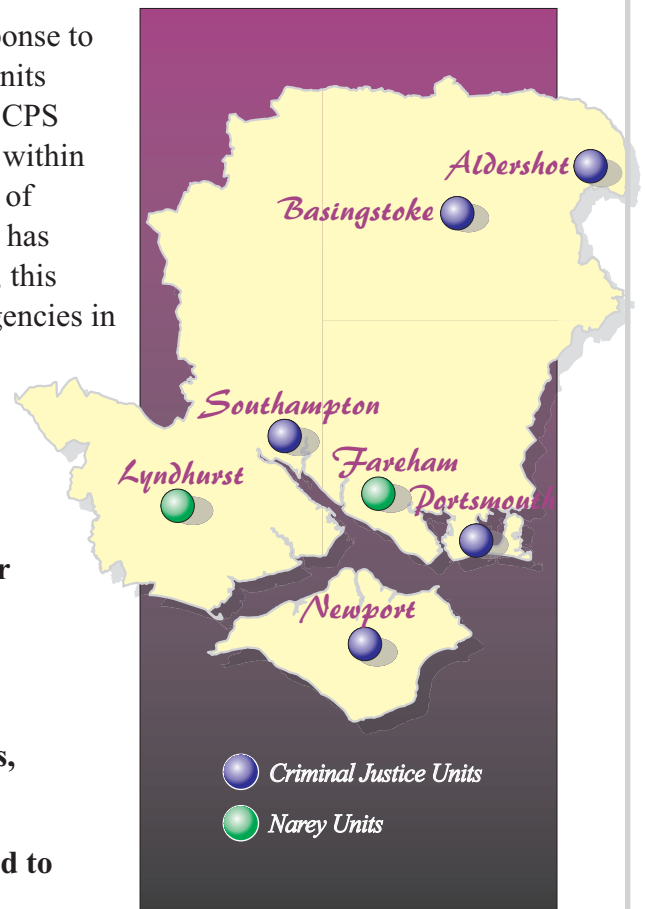 ponse to
nits
CPS
within
of
has
this
gencies in
r
s,
d to
Aldershot
Basingstoke
Southampton
Lyndhurst
Fareham
Portsmouth
Newport
Criminal Justice Units
Narey Units